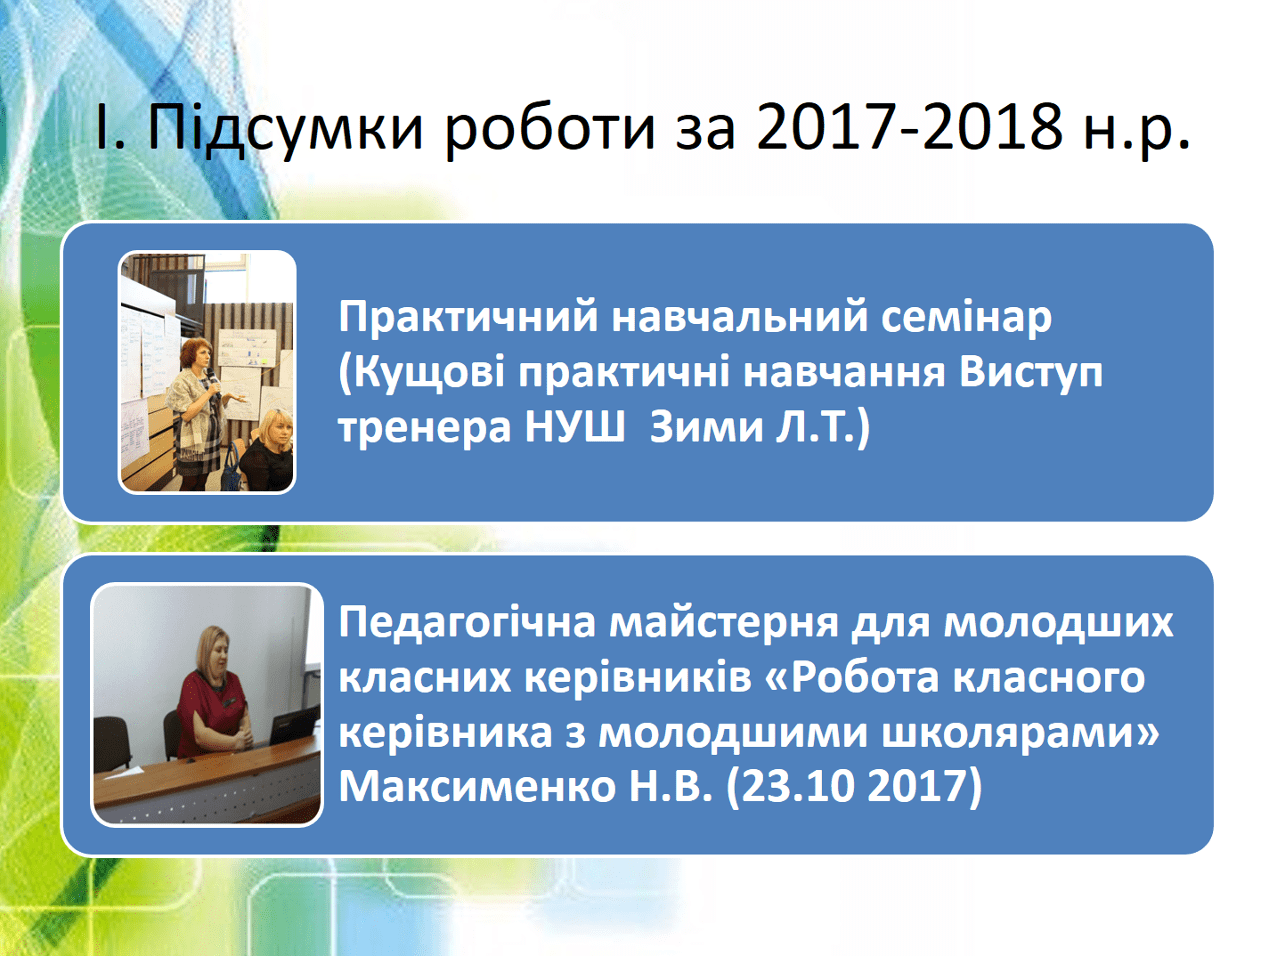 І. Підсумки роботи за 2017-2018 н.р.
Практичний навчальний семінар
(Кущові практичні навчання Виступ
тренера НУШ  Зими Л.Т.)
Педагогічна майстерня для молодших
класних керівників «Робота класного
керівника з молодшими школярами»
Максименко Н.В. (23.10 2017)